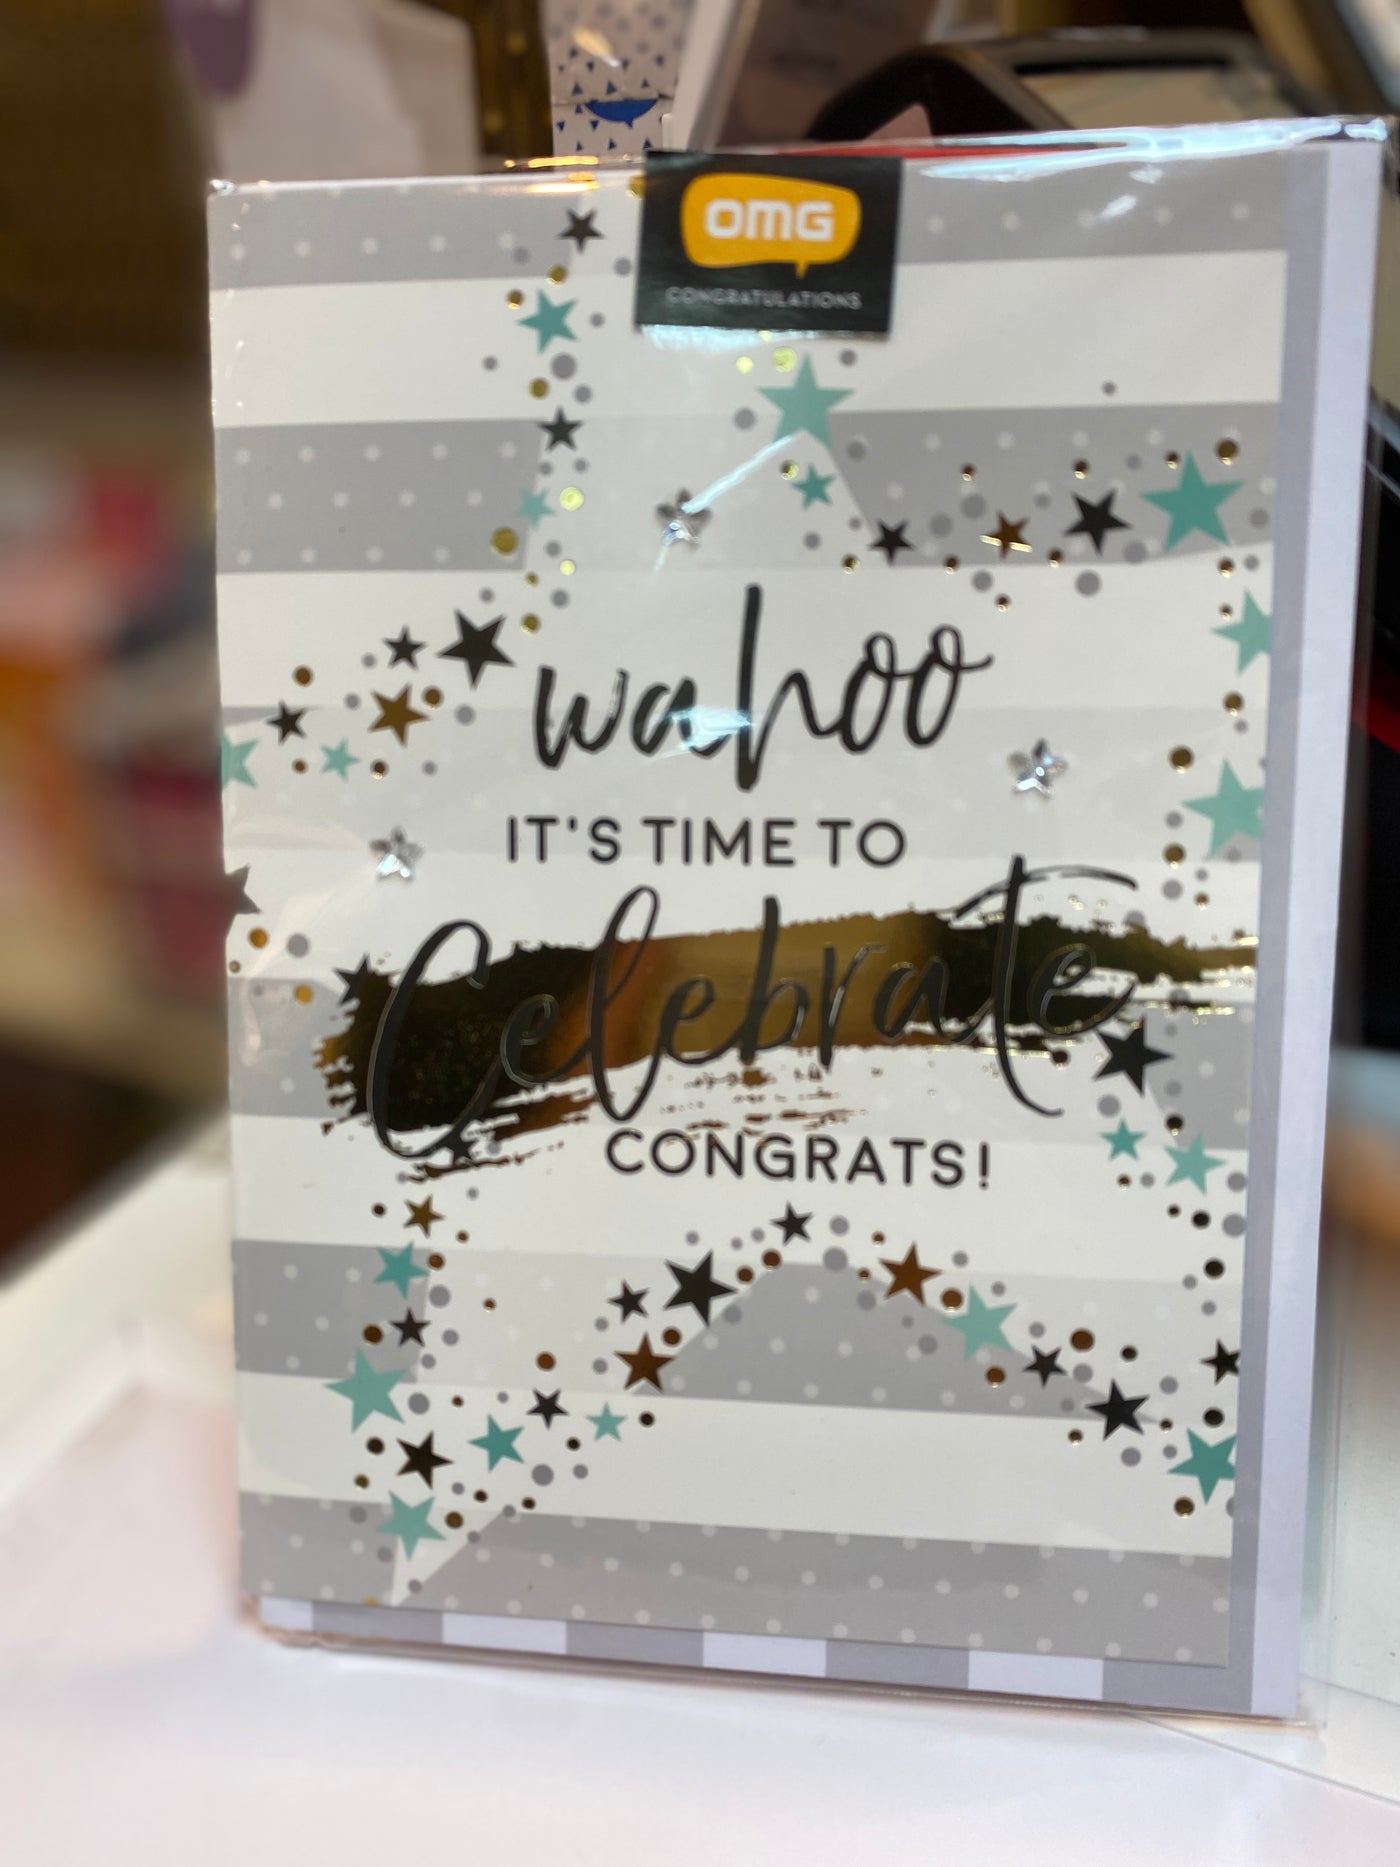 OMG
CONGRATULATIONS
wahoo
IT'S TIME TO
Celebrate
CONGRATS!